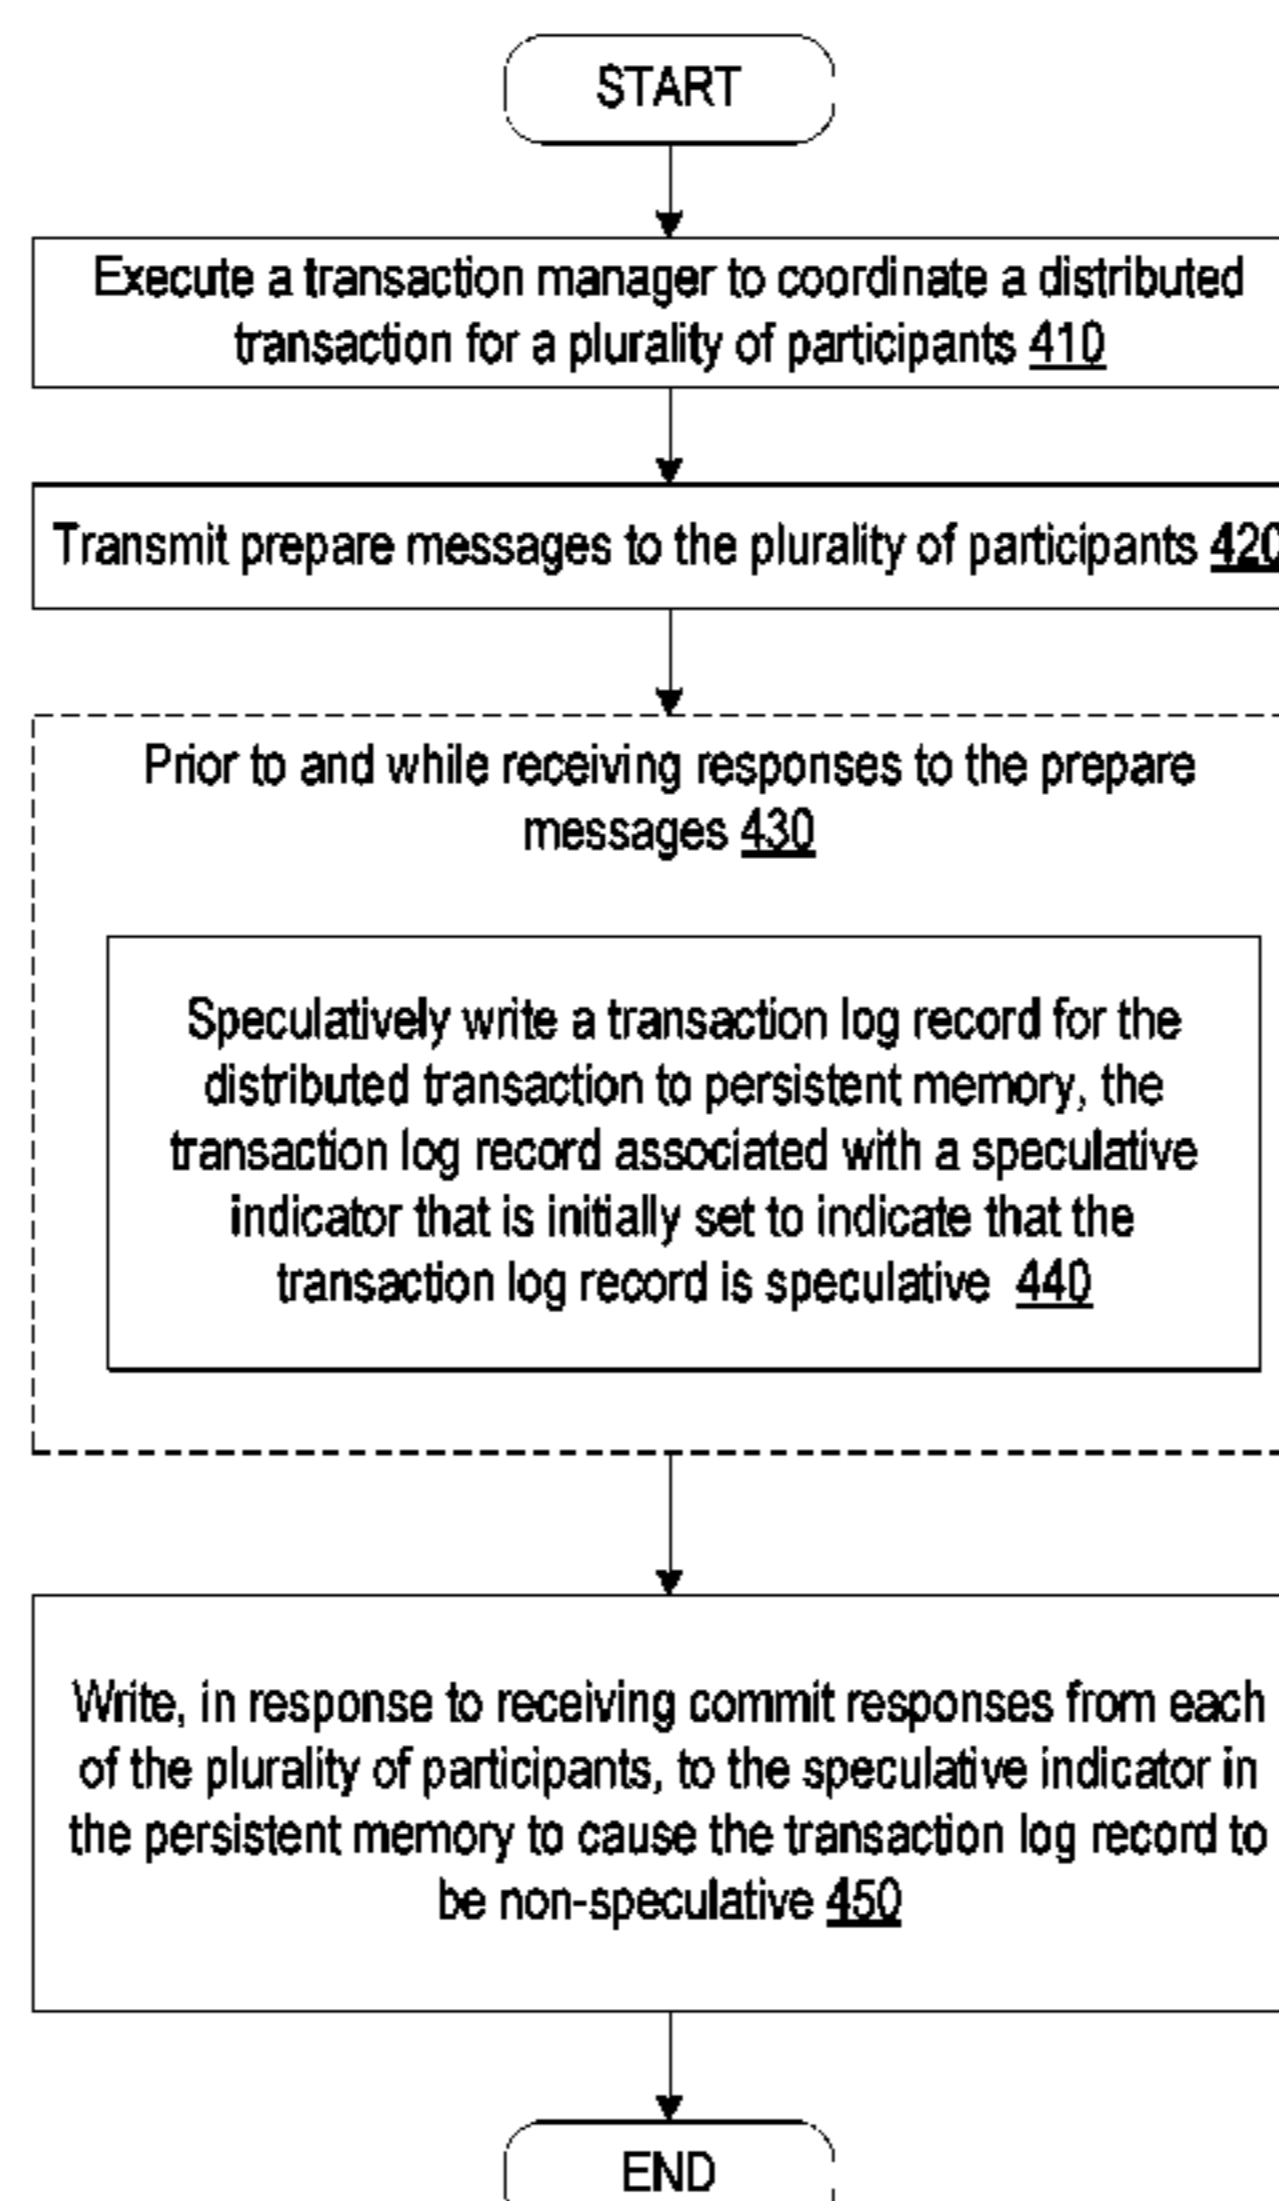 START
Execute a transaction manager to coordinate a distributed
transaction for a plurality of participants 410
Transmit prepare messages to the plurality of participants 420
Prior to and while receiving responses to the prepare
messages 430
Speculatively write a transaction log record for the
distributed transaction to persistent memory, the
transaction log record associated with a speculative
indicator that is initially set to indicate that the
transaction log record is speculative 440
Write, in response to receiving commit responses from each
of the plurality of participants, to the speculative indicator in
the persistent memory to cause the transaction log record to
be non-speculative 450
END